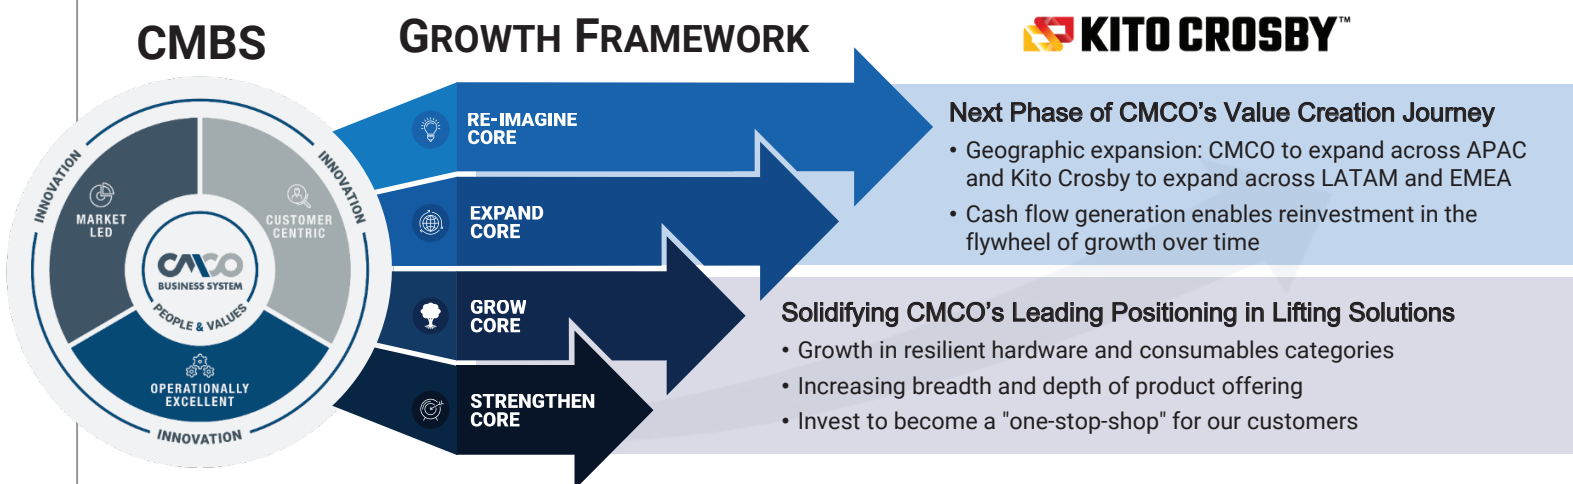 CMBS
GROWTH FRAMEWORK
KITO CROSBY™
INNOVATION
INNOVATION
MARKET
LED
CUSTOMER
CENTRIC
CMCO
BUSINESS SYSTEM
PEOPLE & VALUES
OPERATIONALLY
EXCELLENT
INNOVATION
RE-IMAGINE
CORE
EXPAND
CORE
GROW
CORE
STRENGTHEN
CORE
Next Phase of CMCO's Value Creation Journey
• Geographic expansion: CMCO to expand across APAC
and Kito Crosby to expand across LATAM and EMEA
• Cash flow generation enables reinvestment in the
flywheel of growth over time
Solidifying CMCO's Leading Positioning in Lifting Solutions
• Growth in resilient hardware and consumables categories
• Increasing breadth and depth of product offering
• Invest to become a "one-stop-shop" for our customers